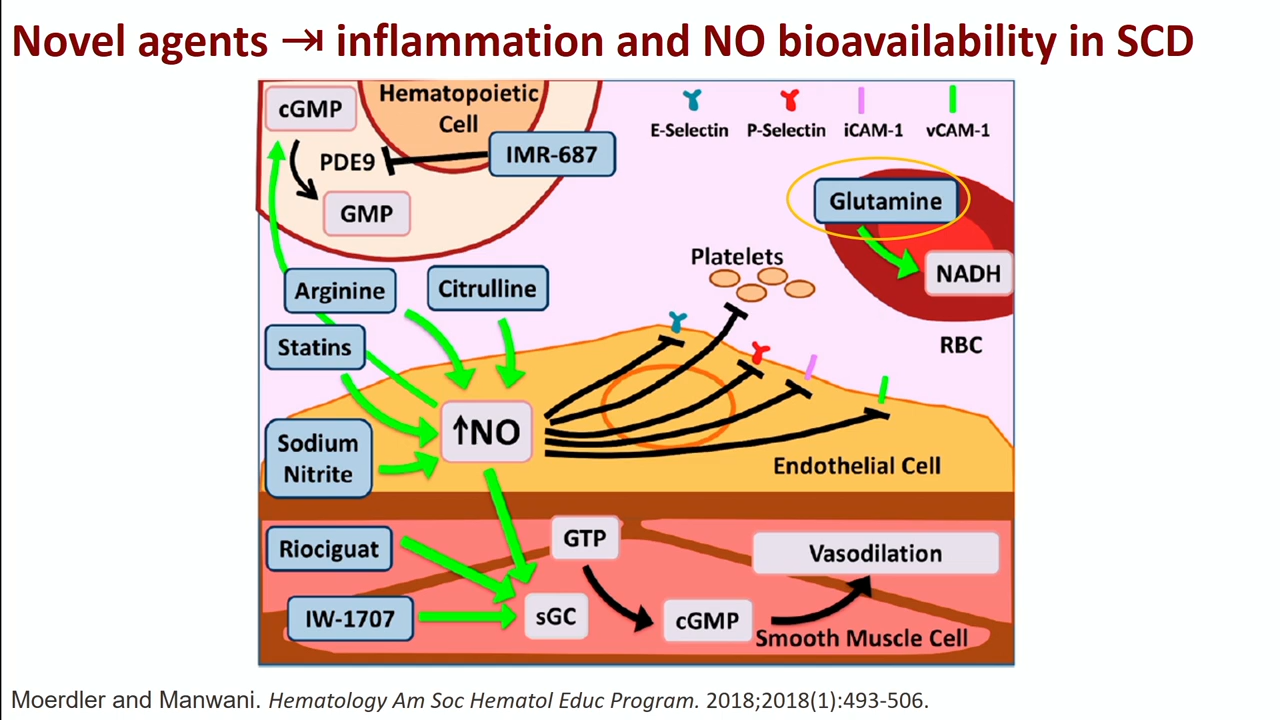 Novel agents ⇥ inflammation and NO bioavailability in SCD
cGMP
Hematopoietic
Cell
PDE9
IMR-687
GMP
E-Selectin
P-Selectin
iCAM-1
vCAM-1
Glutamine
NADH
RBC
Platelets
Arginine
Citrulline
Statins
↑NO
Sodium
Nitrite
Endothelial Cell
Riociguat
GTP
Vasodilation
IW-1707
sGC
cGMP
Smooth Muscle Cell
Moerdler and Manwani. Hematology Am Soc Hematol Educ Program. 2018;2018(1):493-506.